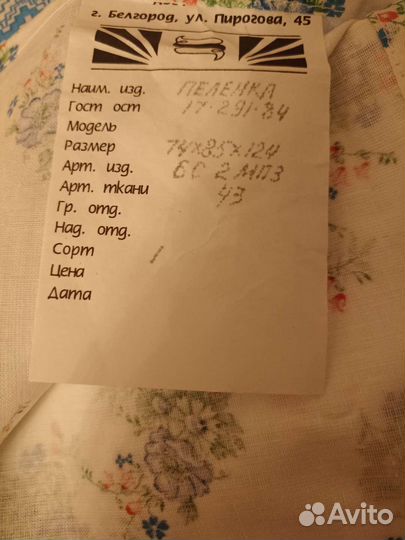 г. Белгород, ул. Пирогова, 45
Наим. изд. ПЕЛЕНКА
Гост ост 17-291-84
Модель
Размер 74х85х124
Арт. изд. 6С 2 МПЗ
Арт. ткани 43
Гр. отд.
Над. отд.
Сорт 1
Цена
Дата
Avito